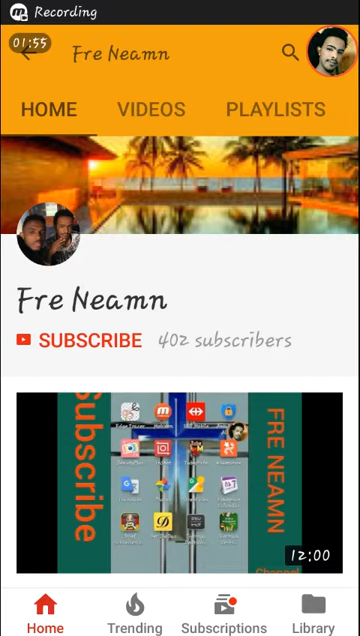 Recording
01:55
Fre Neamn
HOME VIDEOS PLAYLISTS
Fre Neamn
SUBSCRIBE 402 subscribers
Subscribe
FRE NEAMN
12:00
Home Trending Subscriptions Library